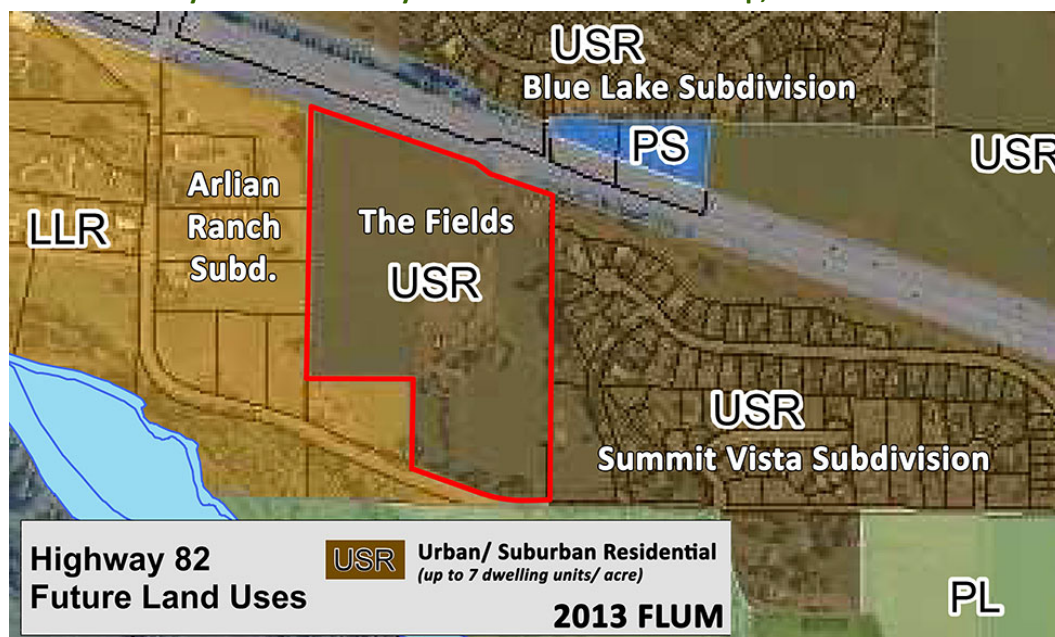 USR
Blue Lake Subdivision
PS
USR
Arlian
Ranch
Subd.
LLR
The Fields
USR
USR
Summit Vista Subdivision
Highway 82
Future Land Uses
USR
Urban/ Suburban Residential
(up to 7 dwelling units/ acre)
2013 FLUM
PL